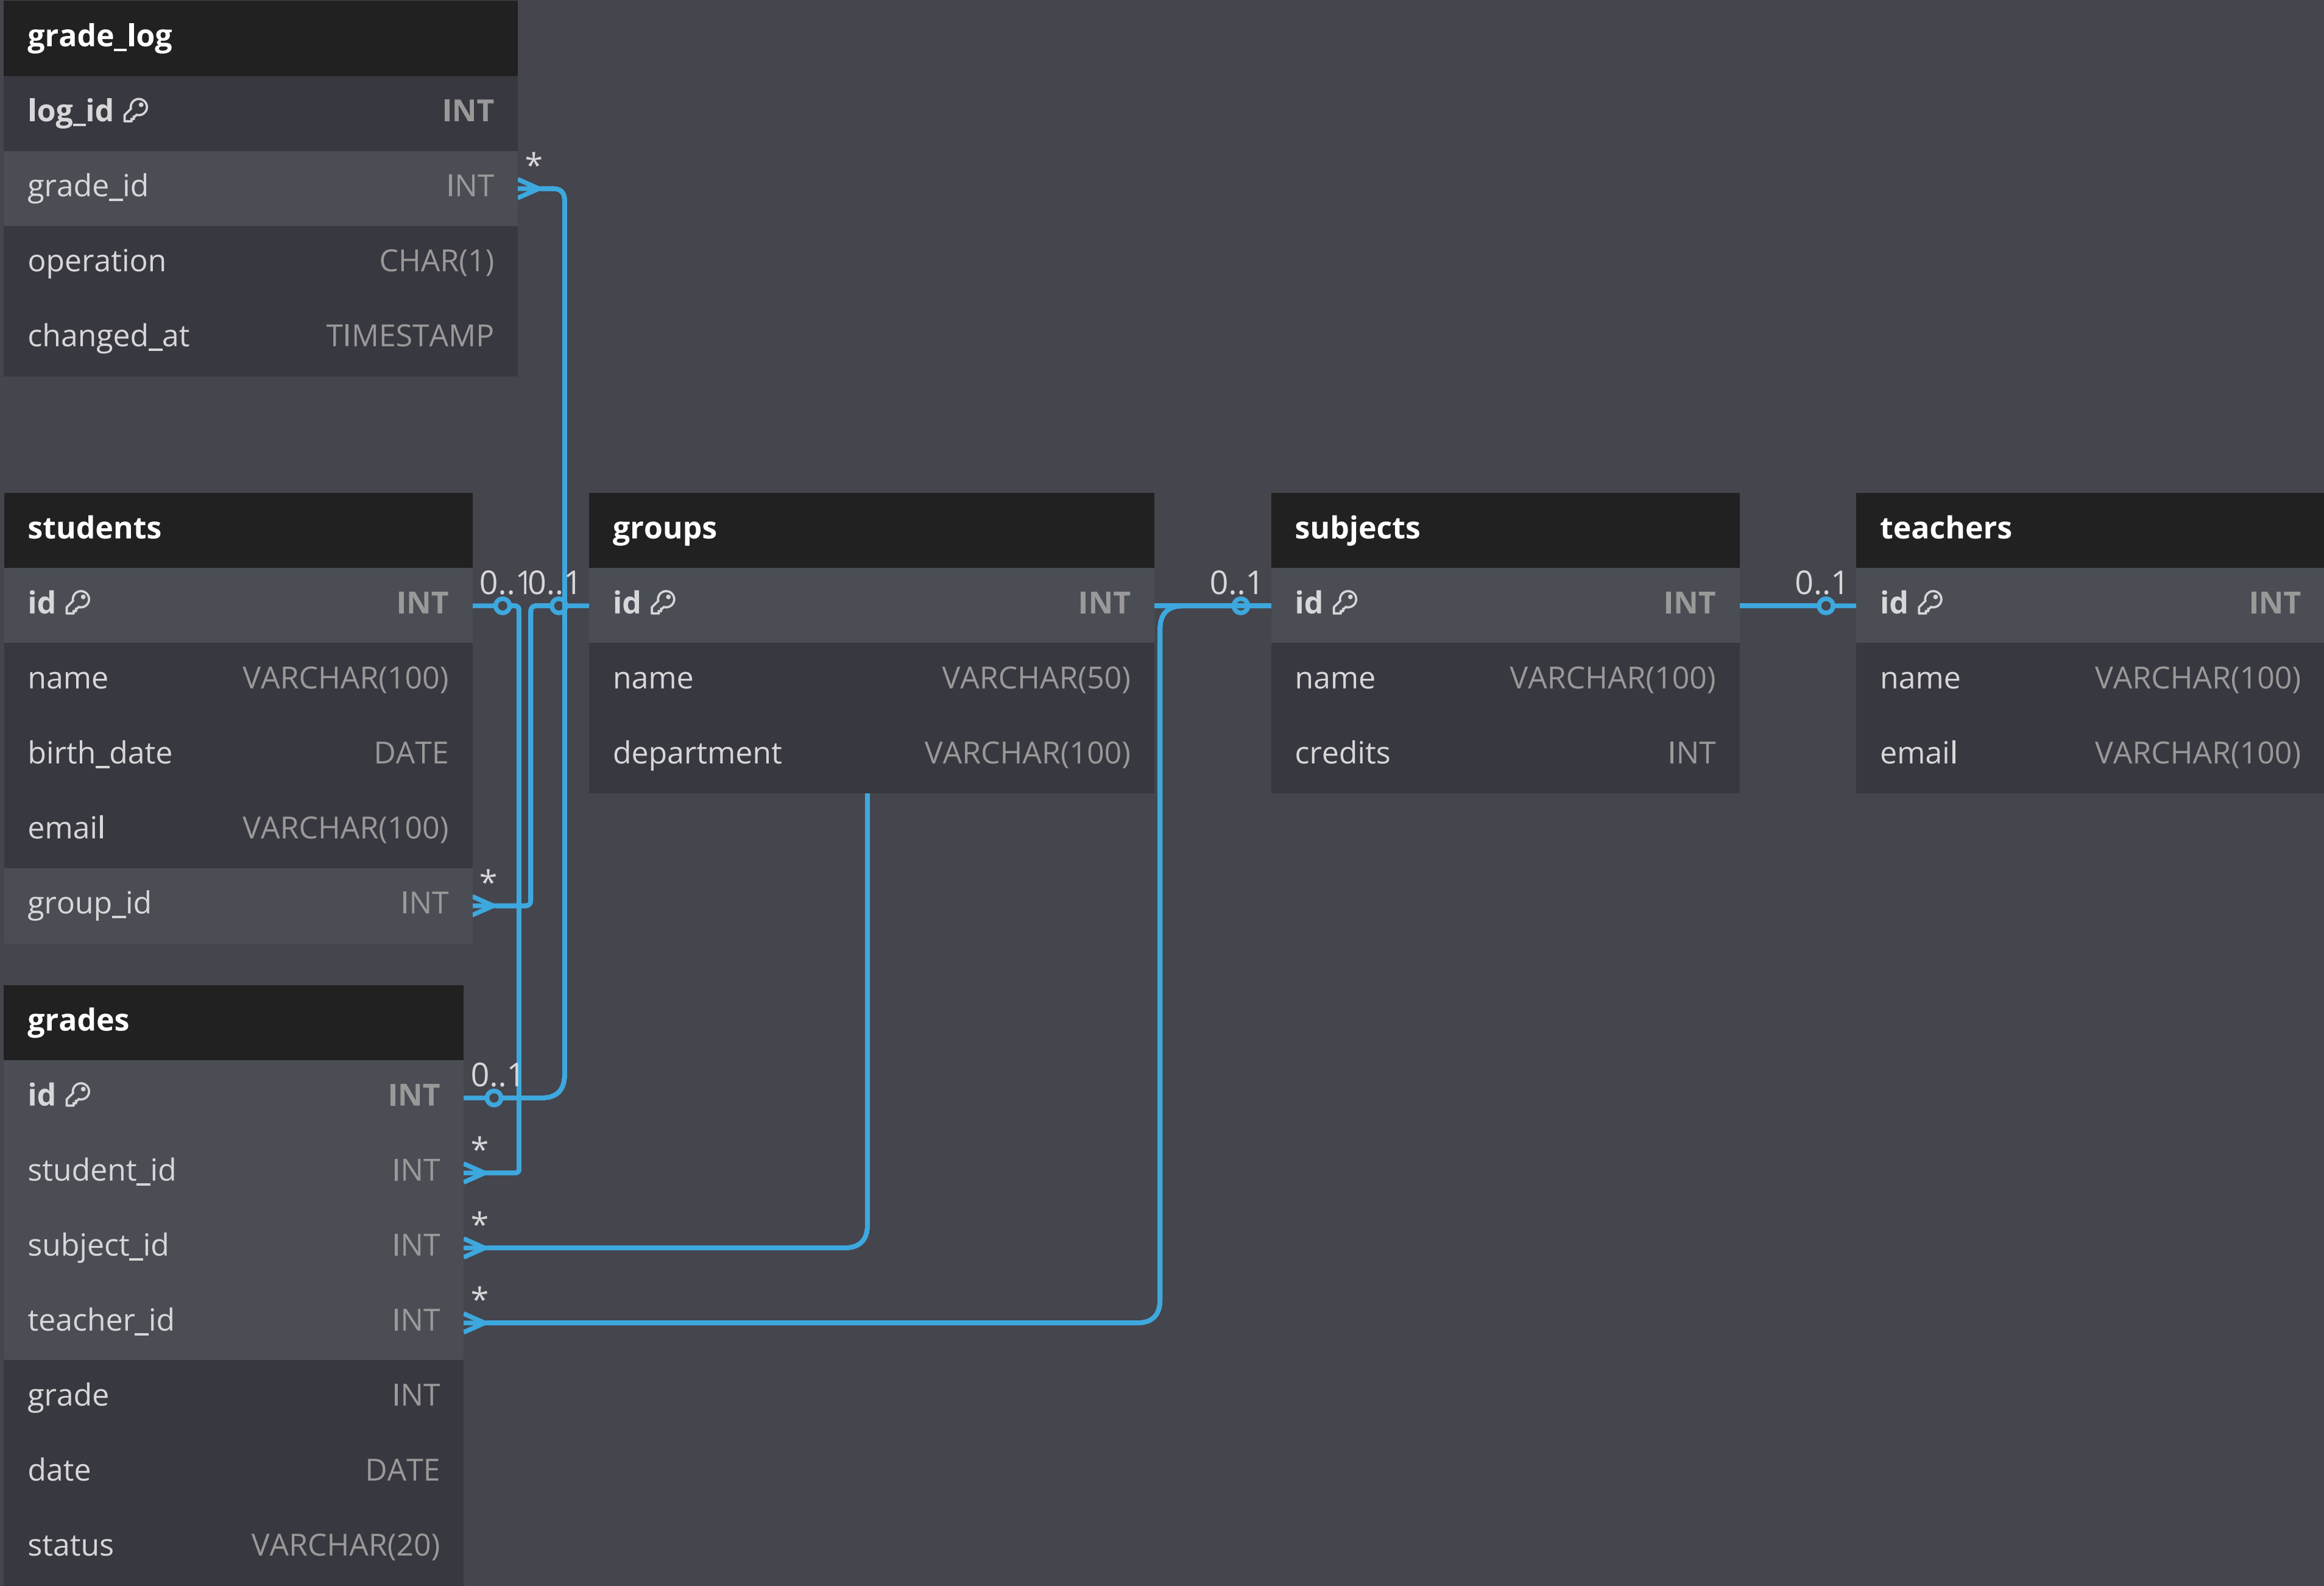 grade_log
log_id INT
grade_id INT
operation CHAR(1)
changed_at TIMESTAMP
*
students
id INT
name VARCHAR(100)
birth_date DATE
email VARCHAR(100)
group_id INT
0..1
*
0..1
groups
id INT
name VARCHAR(50)
department VARCHAR(100)
0..1
subjects
id INT
name VARCHAR(100)
credits INT
0..1
teachers
id INT
name VARCHAR(100)
email VARCHAR(100)
grades
id INT
student_id INT
subject_id INT
teacher_id INT
grade INT
date DATE
status VARCHAR(20)
0..1
*
*
*